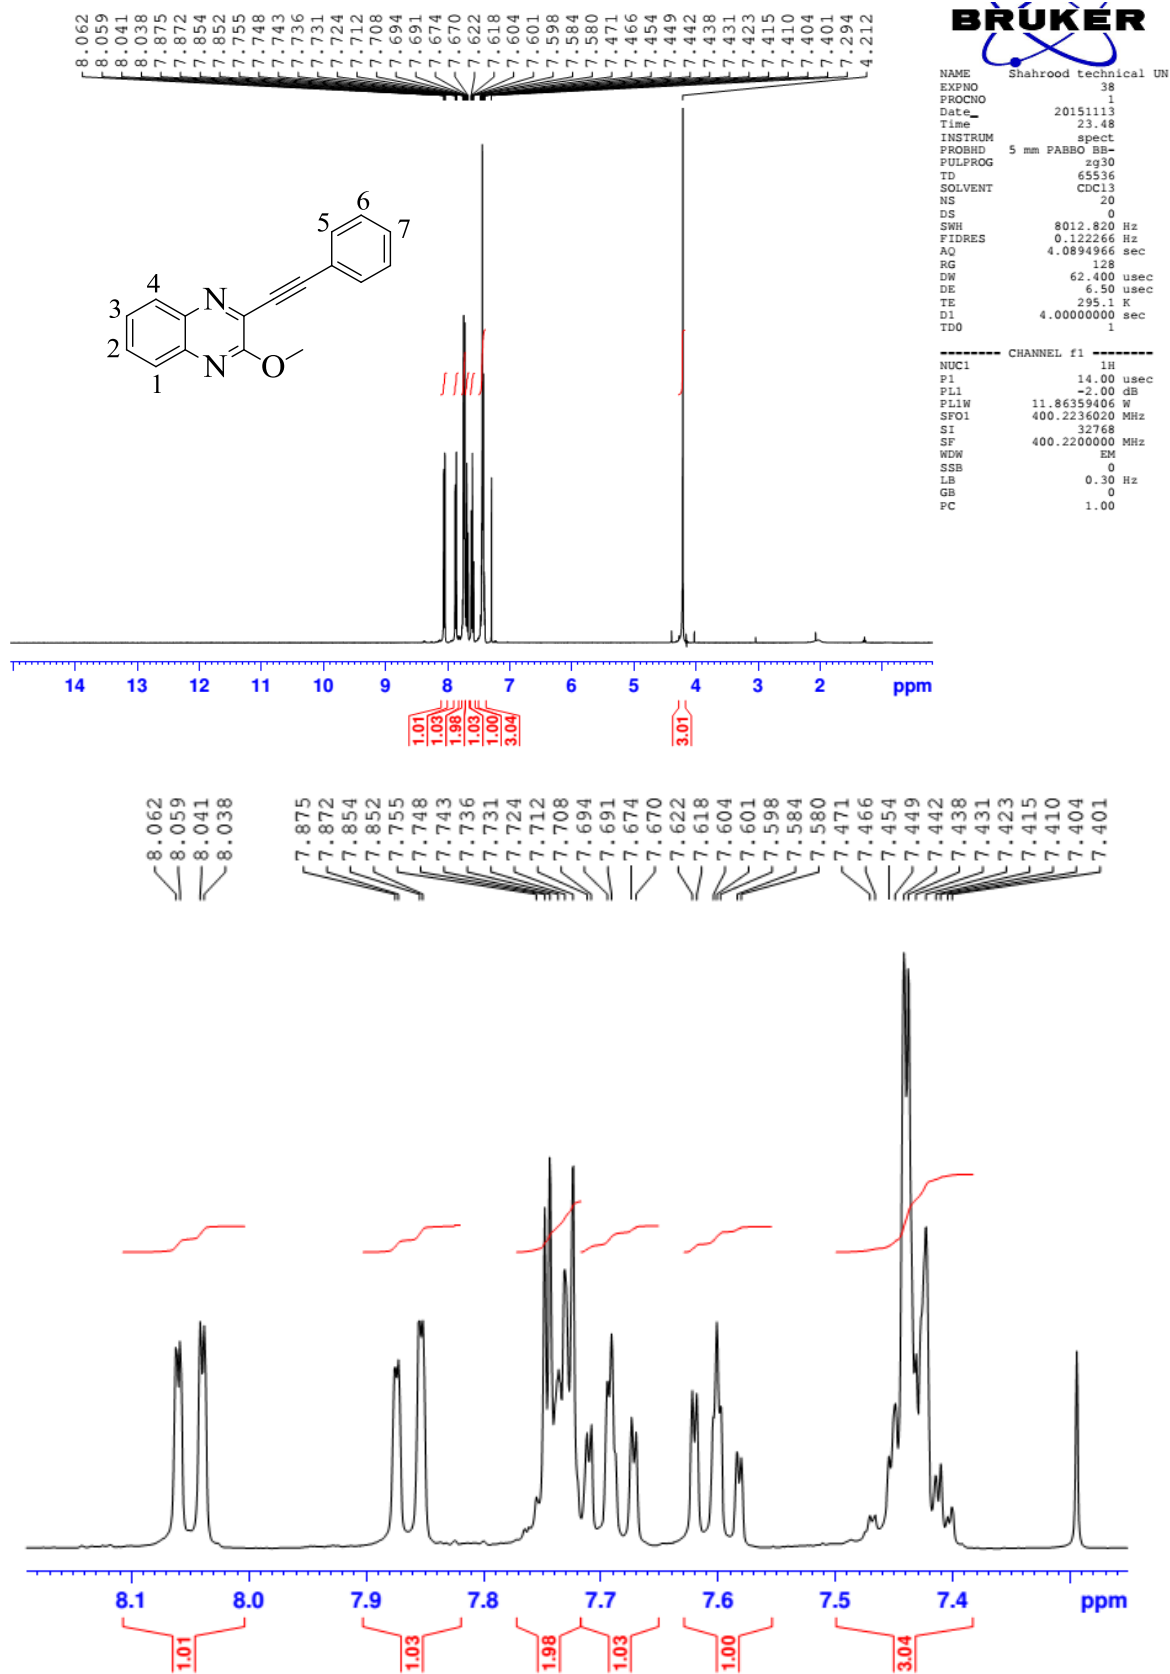 8.062 8.059 8.041 8.038 7.875 7.872 7.854 7.852 7.755 7.748 7.743 7.736 7.731 7.724 7.712 7.708 7.694 7.691 7.674 7.670 7.622 7.618 7.604 7.601 7.598 7.584 7.580 7.471 7.466 7.454 7.449 7.442 7.438 7.431 7.423 7.415 7.410 7.404 7.401 7.294 4.212
BRUKER
NAME Shahrood technical UN
EXPNO 38
PROCNO 1
Date_ 20151113
Time 23.48
INSTRUM spect
PROBHD 5 mm PABBO BB-
PULPROG zg30
TD 65536
SOLVENT CDCl3
NS 20
DS 0
SWH 8012.820 Hz
FIDRES 0.122266 Hz
AQ 4.0894966 sec
RG 128
DW 62.400 usec
DE 6.50 usec
TE 295.1 K
D1 4.00000000 sec
TD0 1
======== CHANNEL f1 ========
NUC1 1H
P1 14.00 usec
PL1 -2.00 dB
PL1W 11.86359406 W
SFO1 400.2236020 MHz
SI 32768
SF 400.2200000 MHz
WDW EM
SSB 0
LB 0.30 Hz
GB 0
PC 1.00
6
5 7
4 N
3
2 N O
1
14 13 12 11 10 9 8 7 6 5 4 3 2 ppm
1.01 1.03 1.98 1.03 1.00 3.04 3.01
8.062 8.059 8.041 8.038 7.875 7.872 7.854 7.852 7.755 7.748 7.743 7.736 7.731 7.724 7.712 7.708 7.694 7.691 7.674 7.670 7.622 7.618 7.604 7.601 7.598 7.584 7.580 7.471 7.466 7.454 7.449 7.442 7.438 7.431 7.423 7.415 7.410 7.404 7.401
8.1 8.0 7.9 7.8 7.7 7.6 7.5 7.4 ppm
1.01 1.03 1.98 1.03 1.00 3.04